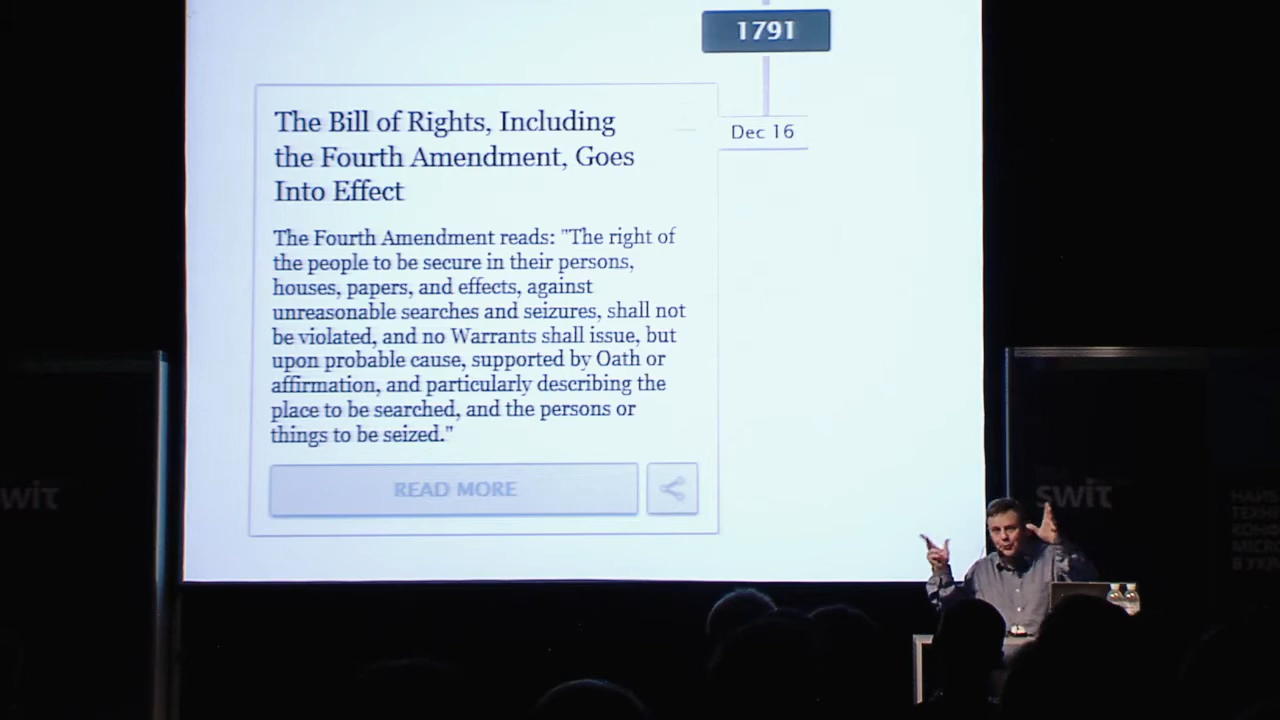 1791
Dec 16
The Bill of Rights, Including
the Fourth Amendment, Goes
Into Effect
The Fourth Amendment reads: "The right of
the people to be secure in their persons,
houses, papers, and effects, against
unreasonable searches and seizures, shall not
be violated, and no Warrants shall issue, but
upon probable cause, supported by Oath or
affirmation, and particularly describing the
place to be searched, and the persons or
things to be seized."
READ MORE
swit